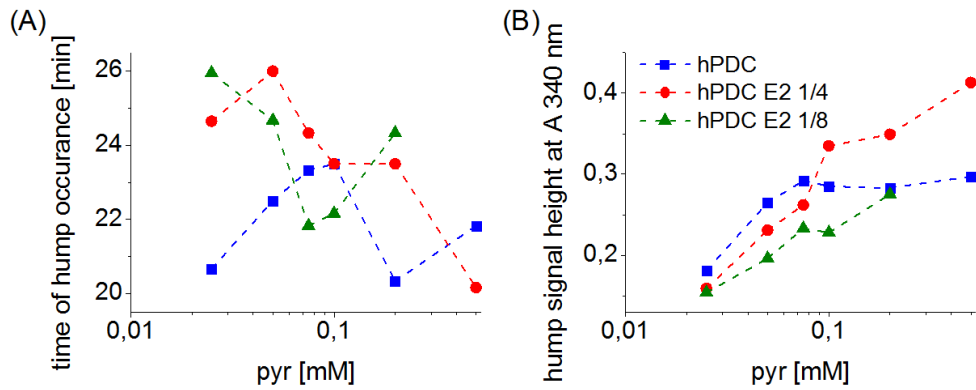 (A)
time of hump occurance [min]
26
24
22
20
0,01
0,1
pyr [mM]
(B)
hump signal height at A 340 nm
0,4
0,3
0,2
0,01
0,1
pyr [mM]
hPDC
hPDC E2 1/4
hPDC E2 1/8